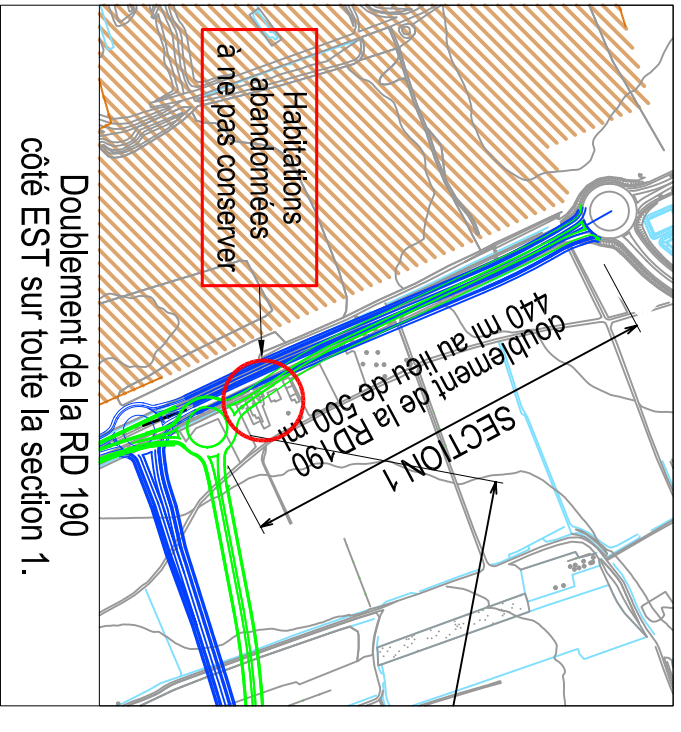 Habitations
abandonnées
à ne pas conserver
SECTION 1
doublement de la RD190
440 ml au lieu de 500 ml
Doublement de la RD 190
côté EST sur toute la section 1.